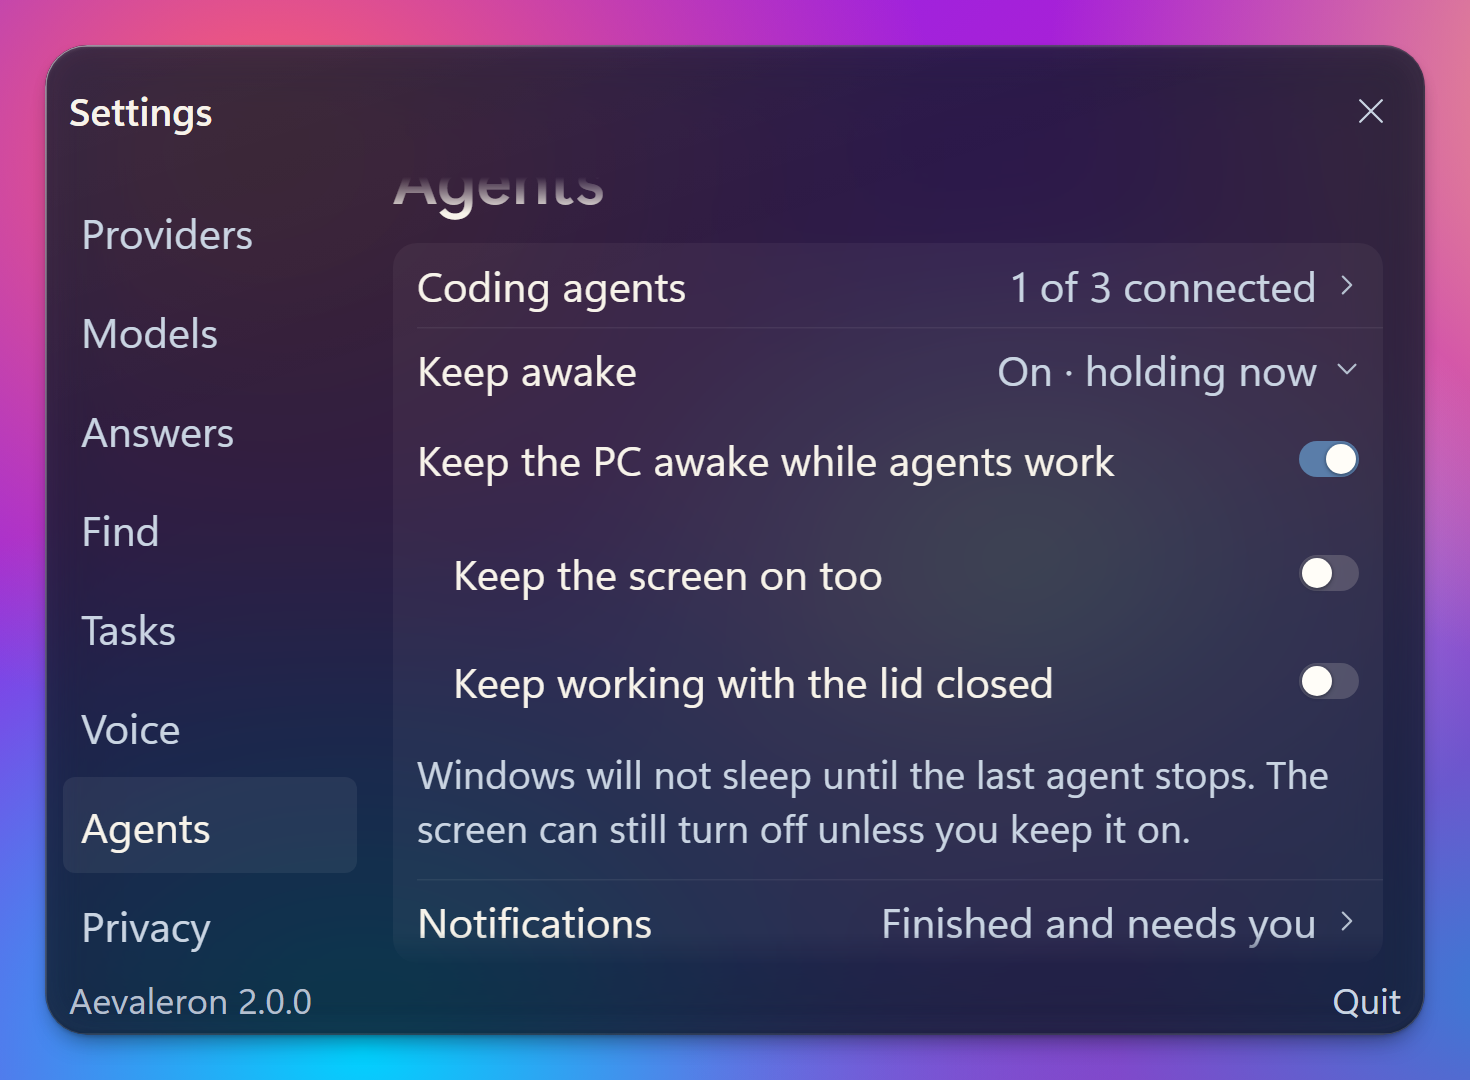 Settings
Agents
Providers
Models
Answers
Find
Tasks
Voice
Agents
Privacy
Coding agents 1 of 3 connected
Keep awake On · holding now
Keep the PC awake while agents work
Keep the screen on too
Keep working with the lid closed
Windows will not sleep until the last agent stops. The
screen can still turn off unless you keep it on.
Notifications Finished and needs you
Aevaleron 2.0.0
Quit